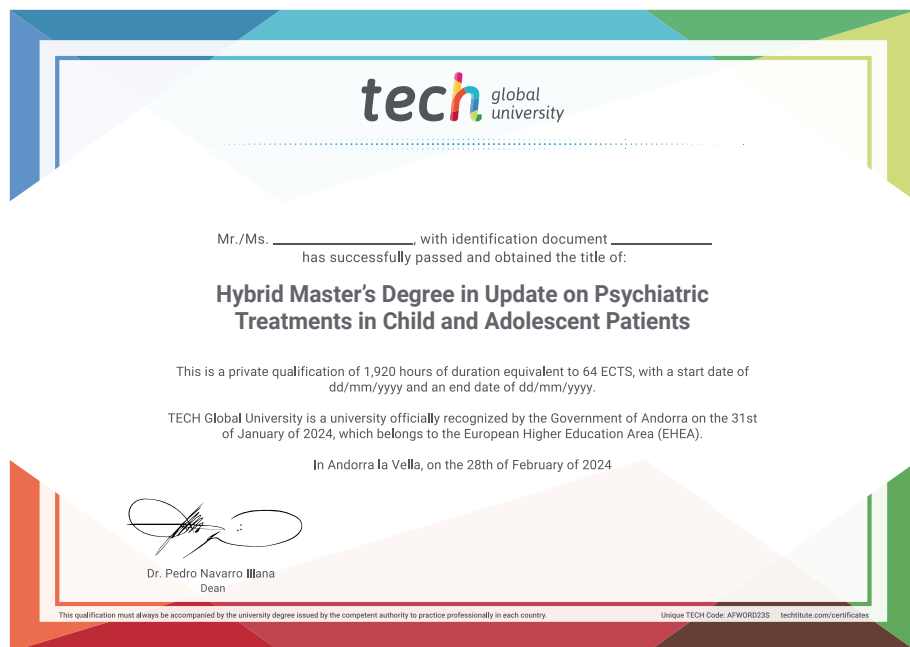 tech global
university
Mr./Ms. ____________, with identification document ____________
has successfully passed and obtained the title of:
Hybrid Master’s Degree in Update on Psychiatric
Treatments in Child and Adolescent Patients
This is a private qualification of 1,920 hours of duration equivalent to 64 ECTS, with a start date of
dd/mm/yyyy and an end date of dd/mm/yyyy.
TECH Global University is a university officially recognized by the Government of Andorra on the 31st
of January of 2024, which belongs to the European Higher Education Area (EHEA).
In Andorra la Vella, on the 28th of February of 2024
Dr. Pedro Navarro Illana
Dean
This qualification must always be accompanied by the university degree issued by the competent authority to practice professionally in each country.
Unique TECH Code: AFWORD23S techtitute.com/certificates